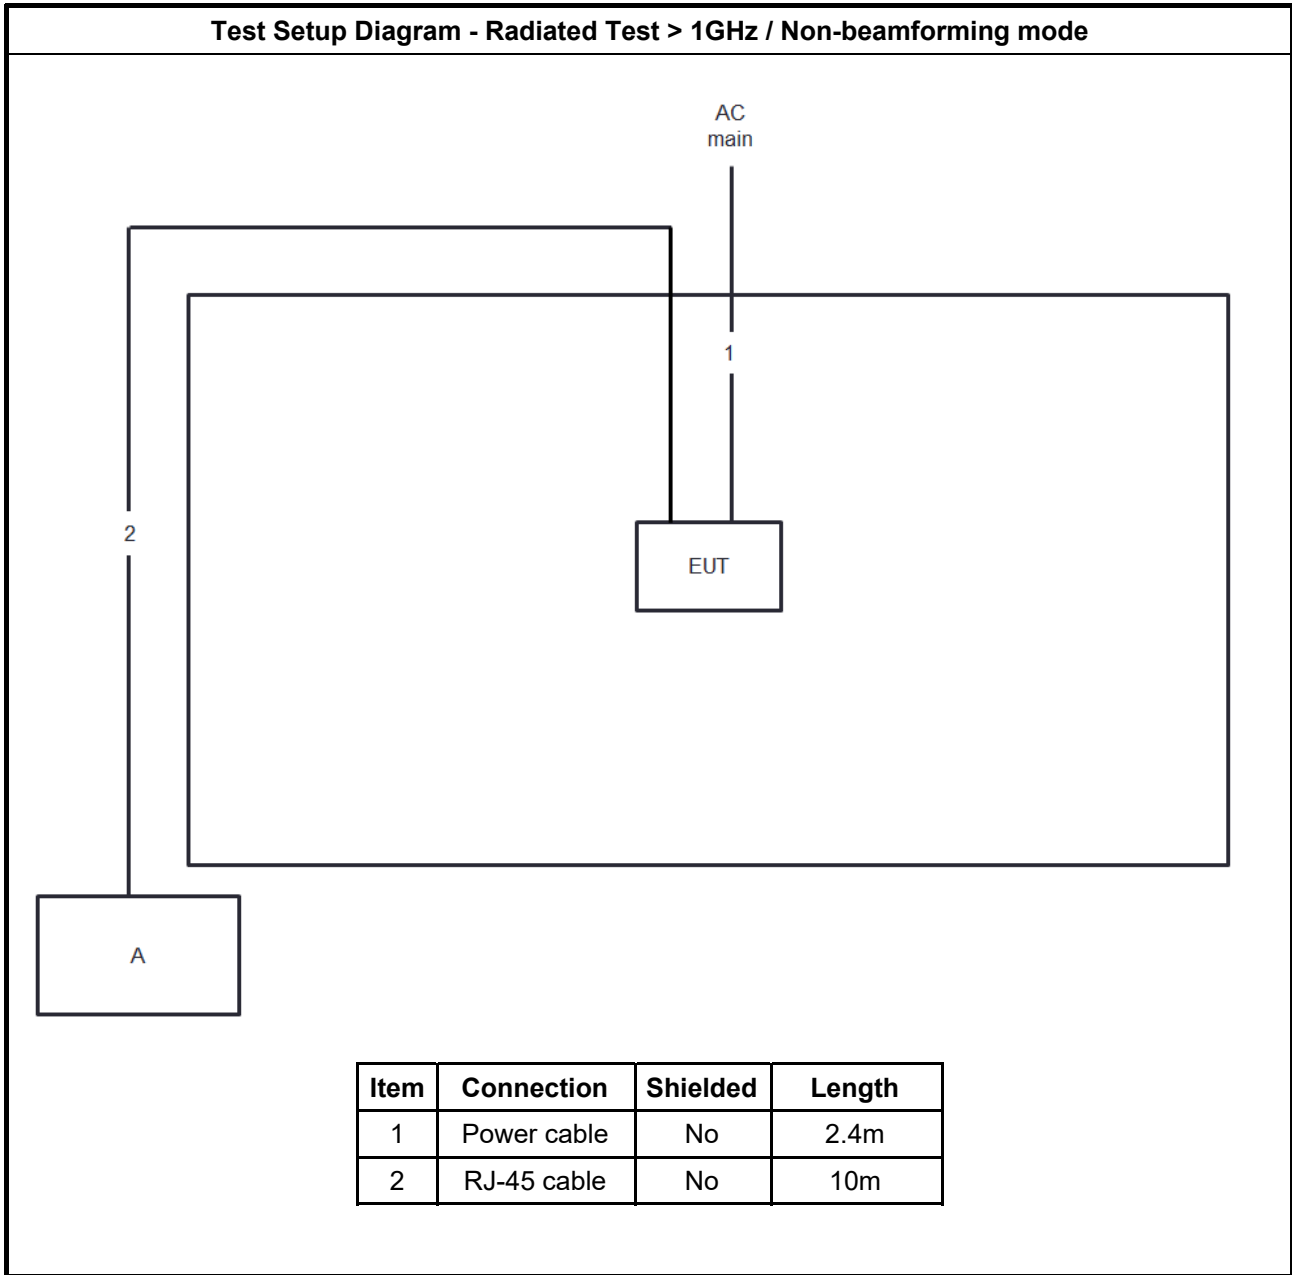 Test Setup Diagram - Radiated Test > 1GHz / Non-beamforming mode
AC
main
1
2
EUT
A
Item Connection Shielded Length
1 Power cable No 2.4m
2 RJ-45 cable No 10m